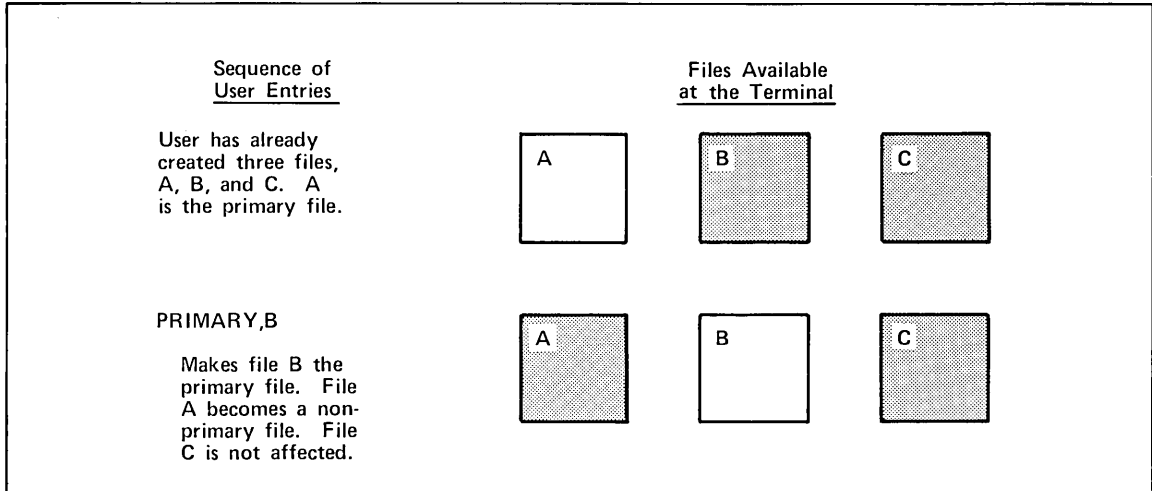 Sequence of
User Entries
Files Available
at the Terminal
User has already
created three files,
A, B, and C. A
is the primary file.
A
B
C
PRIMARY,B
Makes file B the
primary file. File
A becomes a non-
primary file. File
C is not affected.
A
B
C